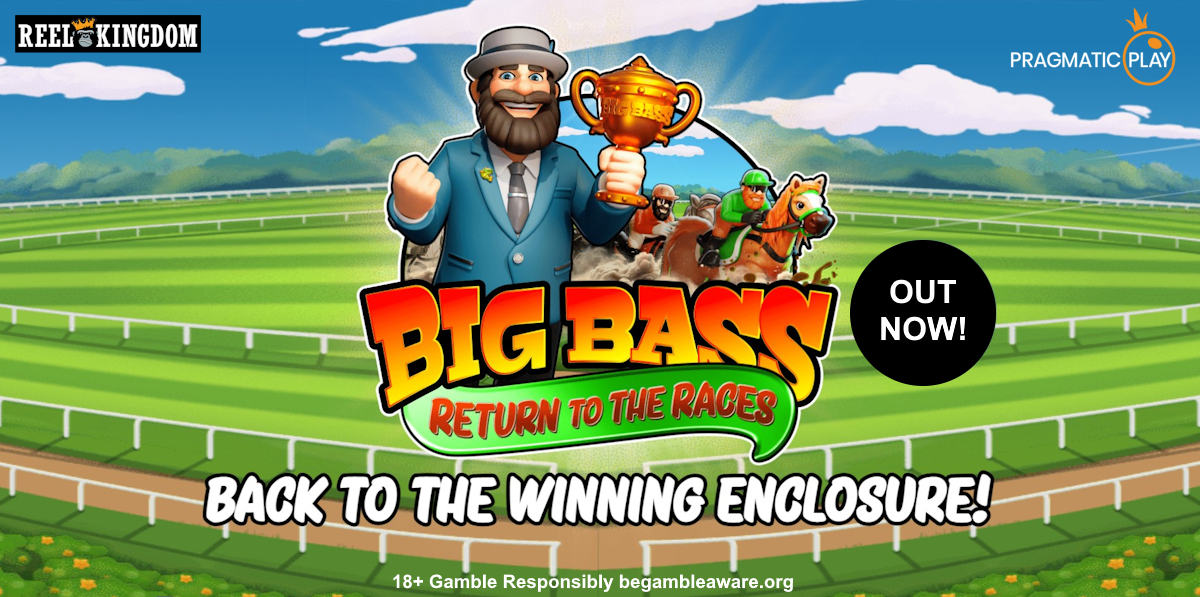 REEL KINGDOM
PRAGMATIC PLAY
BIG BASS
BIG BASS
RETURN TO THE RACES
OUT
NOW!
BACK TO THE WINNING ENCLOSURE!
18+ Gamble Responsibly begambleaware.org